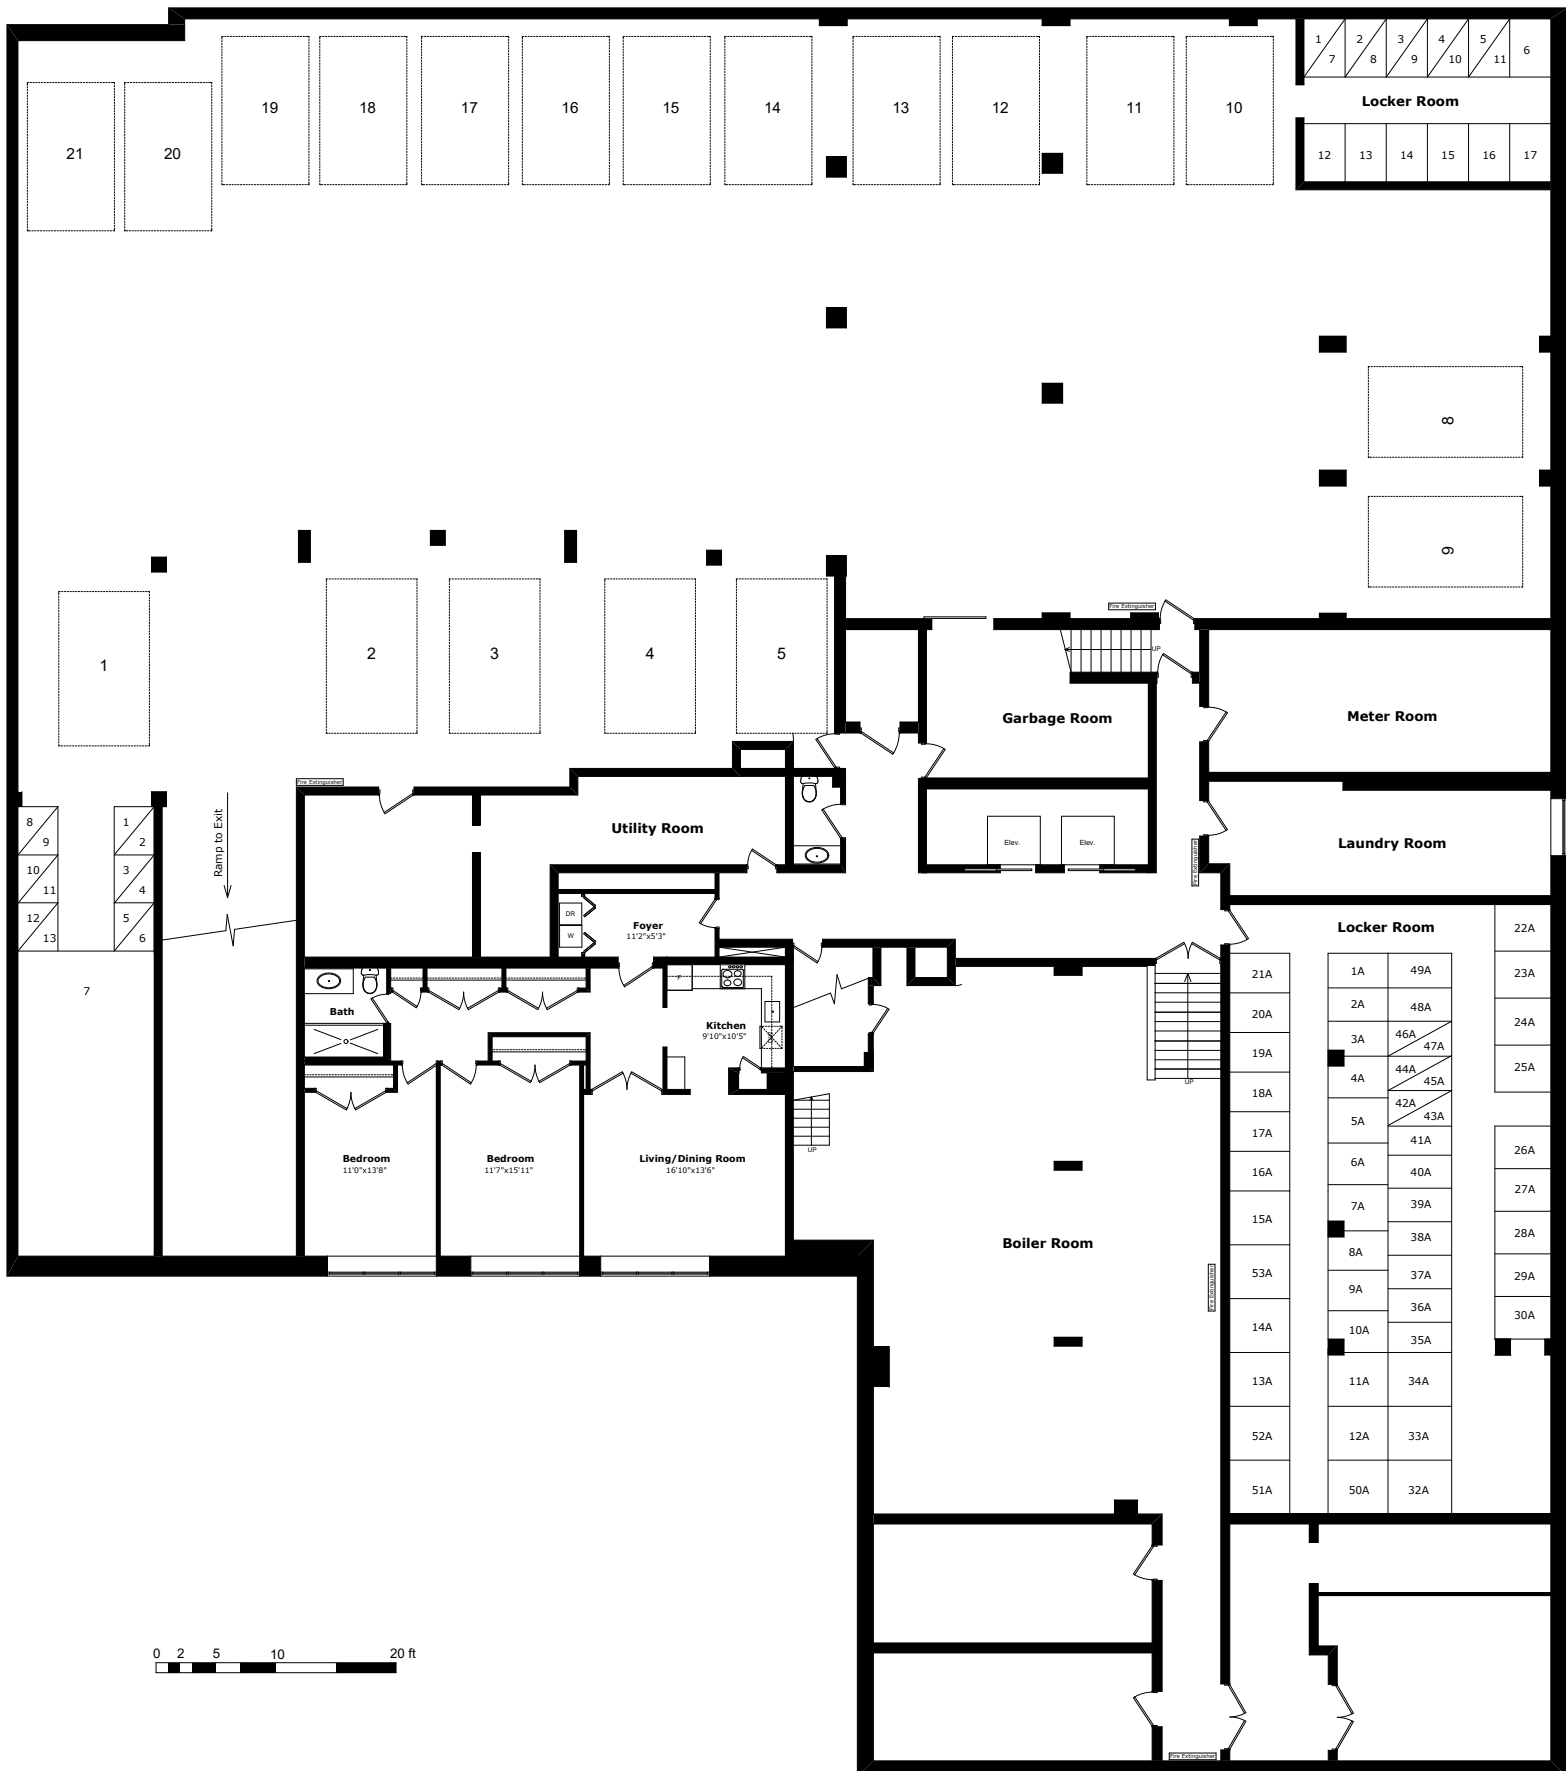 1 2 3 4 5
7 8 9 10 11 6
Locker Room
12 13 14 15 16 17
19 18 17 16 15 14 13 12 11 10
21 20
8
9
Fire Extinguisher
1 2 3 4 5
UP
Garbage Room
Meter Room
Fire Extinguisher
Ramp to Exit
8 1
9 2
10 3
11 4
12 5
13 6
7
Utility Room
Elev. Elev.
Laundry Room
Fire Extinguisher
DR
W
Foyer
11'2"x5'3"
F
Bath
Kitchen
9'10"x10'5"
DW
UP
UP
Bedroom
11'0"x13'8"
Bedroom
11'7"x15'11"
Living/Dining Room
16'10"x13'6"
Boiler Room
Fire Extinguisher
Locker Room
22A
23A
24A
25A
26A
27A
28A
29A
30A
21A
20A
19A
18A
17A
16A
15A
53A
14A
13A
52A
51A
1A
2A
3A
4A
5A
6A
7A
8A
9A
10A
11A
12A
50A
49A
48A
46A
47A
44A
45A
42A
43A
41A
40A
39A
38A
37A
36A
35A
34A
33A
32A
0 2 5 10 20 ft
Fire Extinguisher